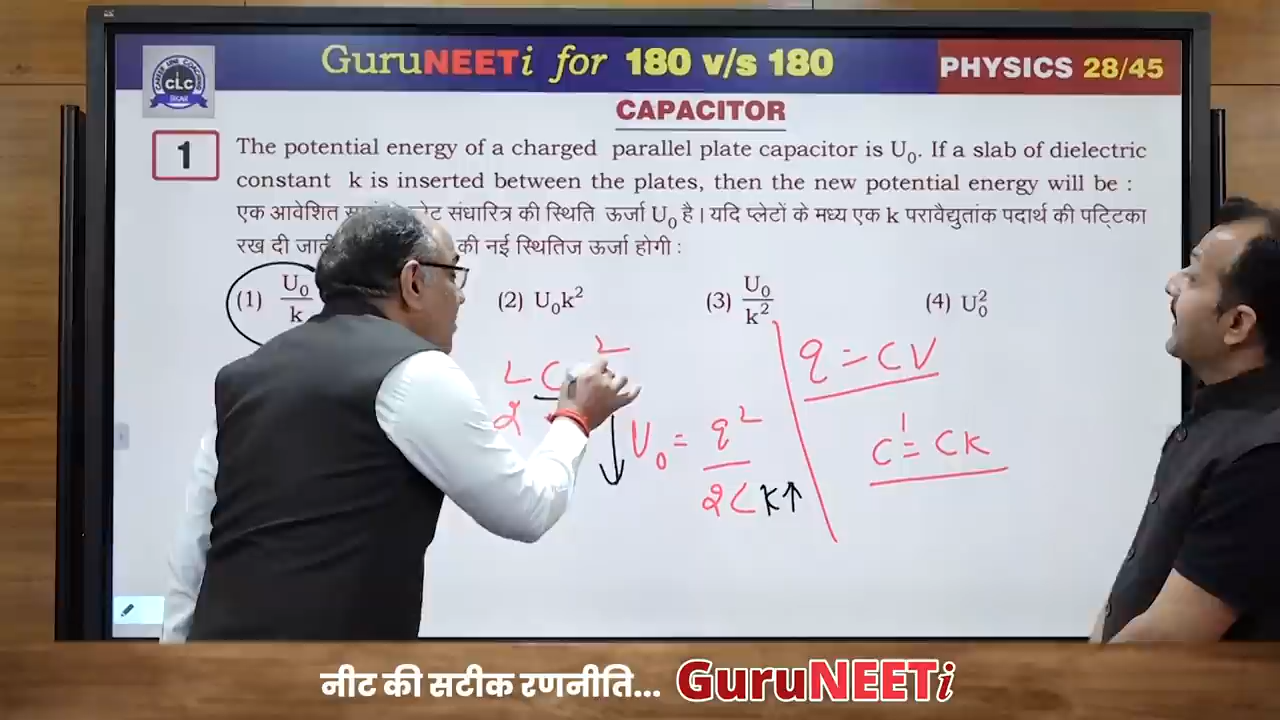 GuruNEETi for 180 v/s 180
PHYSICS 28/45
CLC
CAPACITOR
1
The potential energy of a charged parallel plate capacitor is U₀. If a slab of dielectric
constant k is inserted between the plates, then the new potential energy will be :
एक आवेशित प्लेट संधारित्र की स्थिति ऊर्जा U₀ है। यदि प्लेटों के मध्य एक k परावैद्युतांक पदार्थ की पट्टिका
रख दी की नई स्थितिज ऊर्जा होगी :
(1) U₀/k (2) U₀k² (3) U₀/k² (4) U₀²
q = CV
U₀ = q²/2Ck↑
C' = CK
नीट की सटीक रणनीति... GuruNEETi